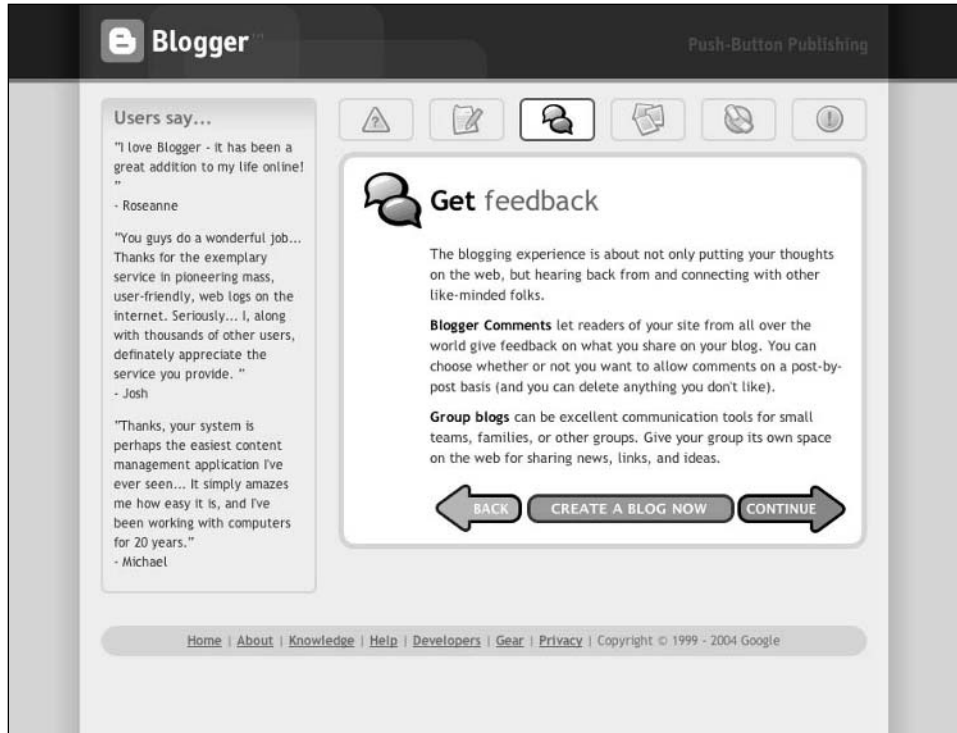 Blogger
Push-Button Publishing
Users say...
"I love Blogger - it has been a
great addition to my life online!
"
- Roseanne
"You guys do a wonderful job...
Thanks for the exemplary
service in pioneering mass,
user-friendly, web logs on the
internet. Seriously... I, along
with thousands of other users,
definately appreciate the
service you provide. "
- Josh
"Thanks, your system is
perhaps the easiest content
management application I've
ever seen... It simply amazes
me how easy it is, and I've
been working with computers
for 20 years."
- Michael
Get feedback
The blogging experience is about not only putting your thoughts
on the web, but hearing back from and connecting with other
like-minded folks.
Blogger Comments let readers of your site from all over the
world give feedback on what you share on your blog. You can
choose whether or not you want to allow comments on a post-by-
post basis (and you can delete anything you don't like).
Group blogs can be excellent communication tools for small
teams, families, or other groups. Give your group its own space
on the web for sharing news, links, and ideas.
BACK CREATE A BLOG NOW CONTINUE
Home | About | Knowledge | Help | Developers | Gear | Privacy | Copyright © 1999 - 2004 Google